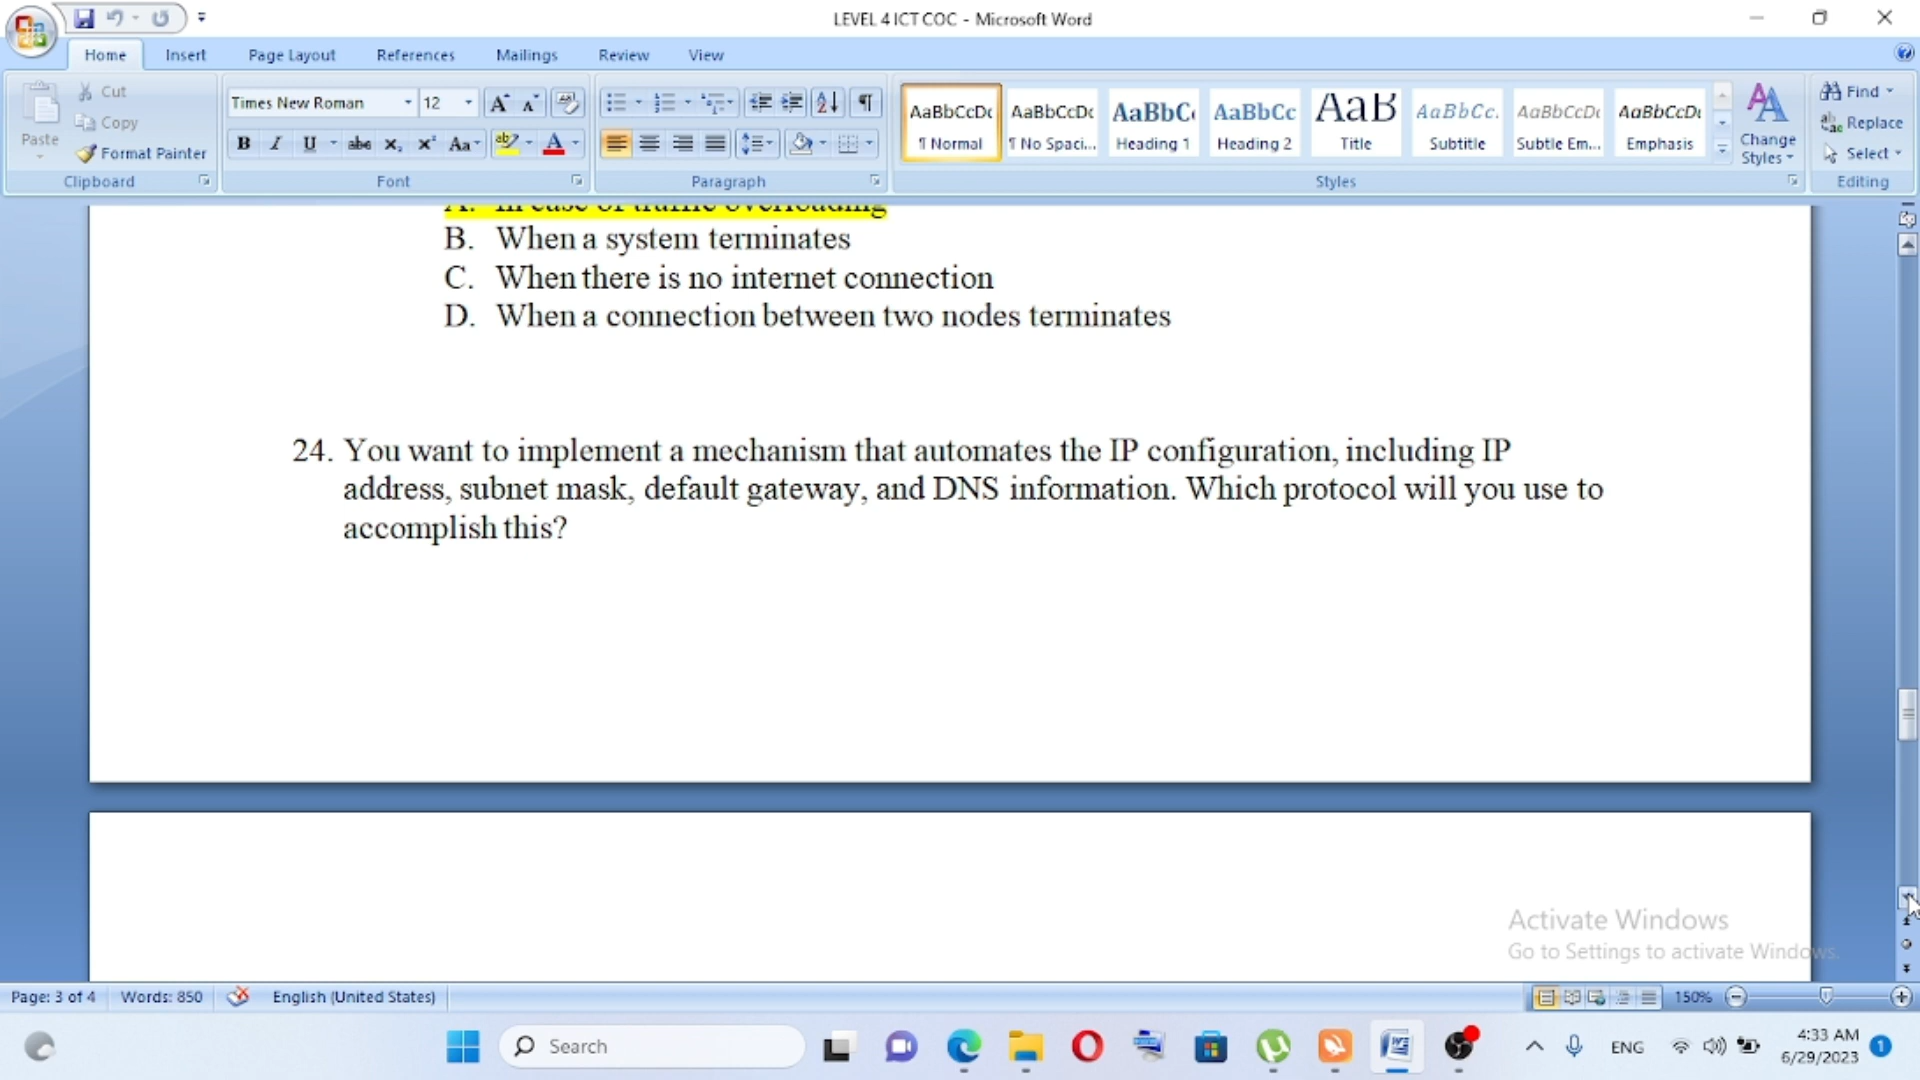 LEVEL 4 ICT COC - Microsoft Word
Home Insert Page Layout References Mailings Review View
Cut
Copy
Format Painter
Paste
Clipboard
Times New Roman 12
Font
Paragraph
AaBbCcDc AaBbCcDc AaBbC AaBbCc AaB AaBbCc. AaBbCcDc AaBbCcDc
¶ Normal ¶ No Spaci... Heading 1 Heading 2 Title Subtitle Subtle Em... Emphasis
Styles
Change Styles
Find
Replace
Select
Editing
A. In case of traffic overloading
B. When a system terminates
C. When there is no internet connection
D. When a connection between two nodes terminates
24. You want to implement a mechanism that automates the IP configuration, including IP
address, subnet mask, default gateway, and DNS information. Which protocol will you use to
accomplish this?
Activate Windows
Go to Settings to activate Windows.
Page: 3 of 4 Words: 850 English (United States) 150%
Search
ENG
4:33 AM
6/29/2023
1